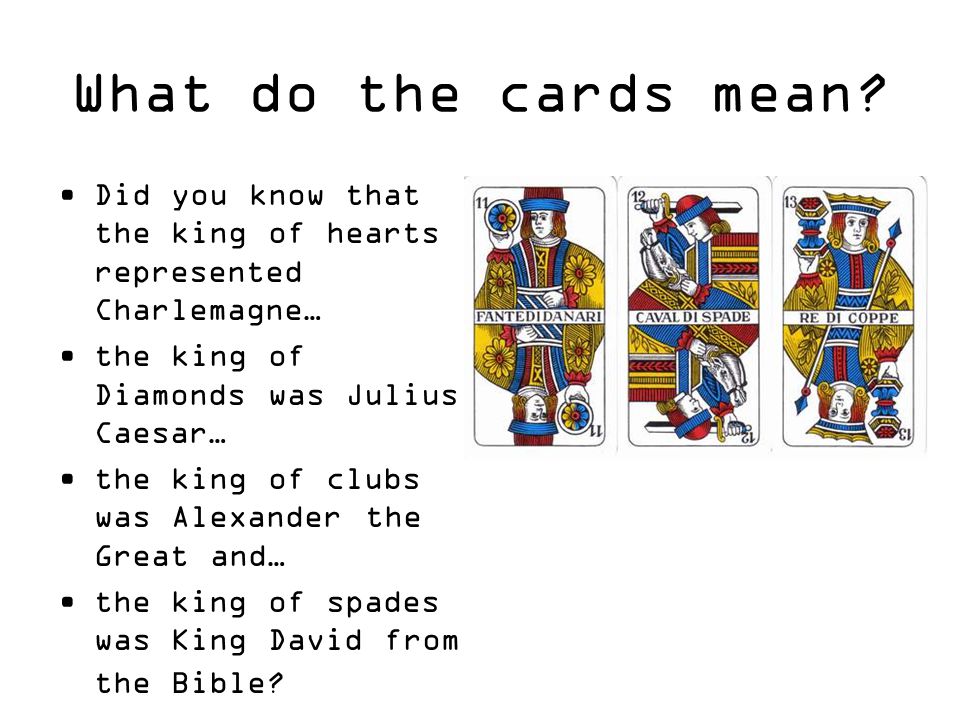 What do the cards mean?
• Did you know that
the king of hearts
represented
Charlemagne…
• the king of
Diamonds was Julius
Caesar…
• the king of clubs
was Alexander the
Great and…
• the king of spades
was King David from
the Bible?
11
FANTE DI DANARI
11
12
CAVAL DI SPADE
12
13
RE DI COPPE
13